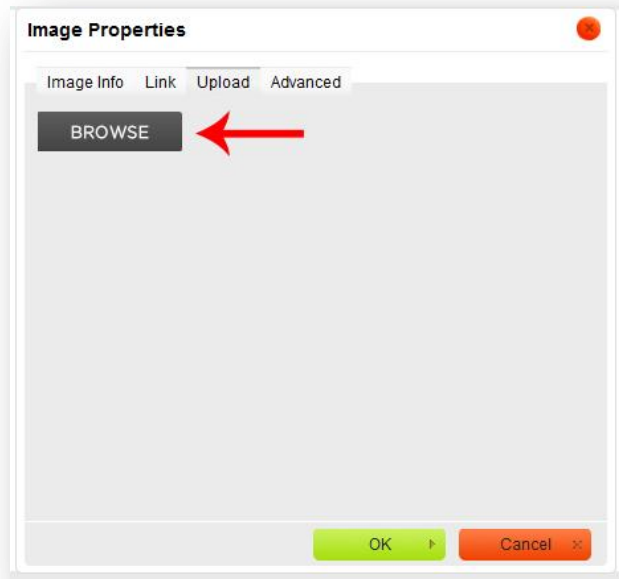 Image Properties
Image Info Link Upload Advanced
BROWSE
OK Cancel